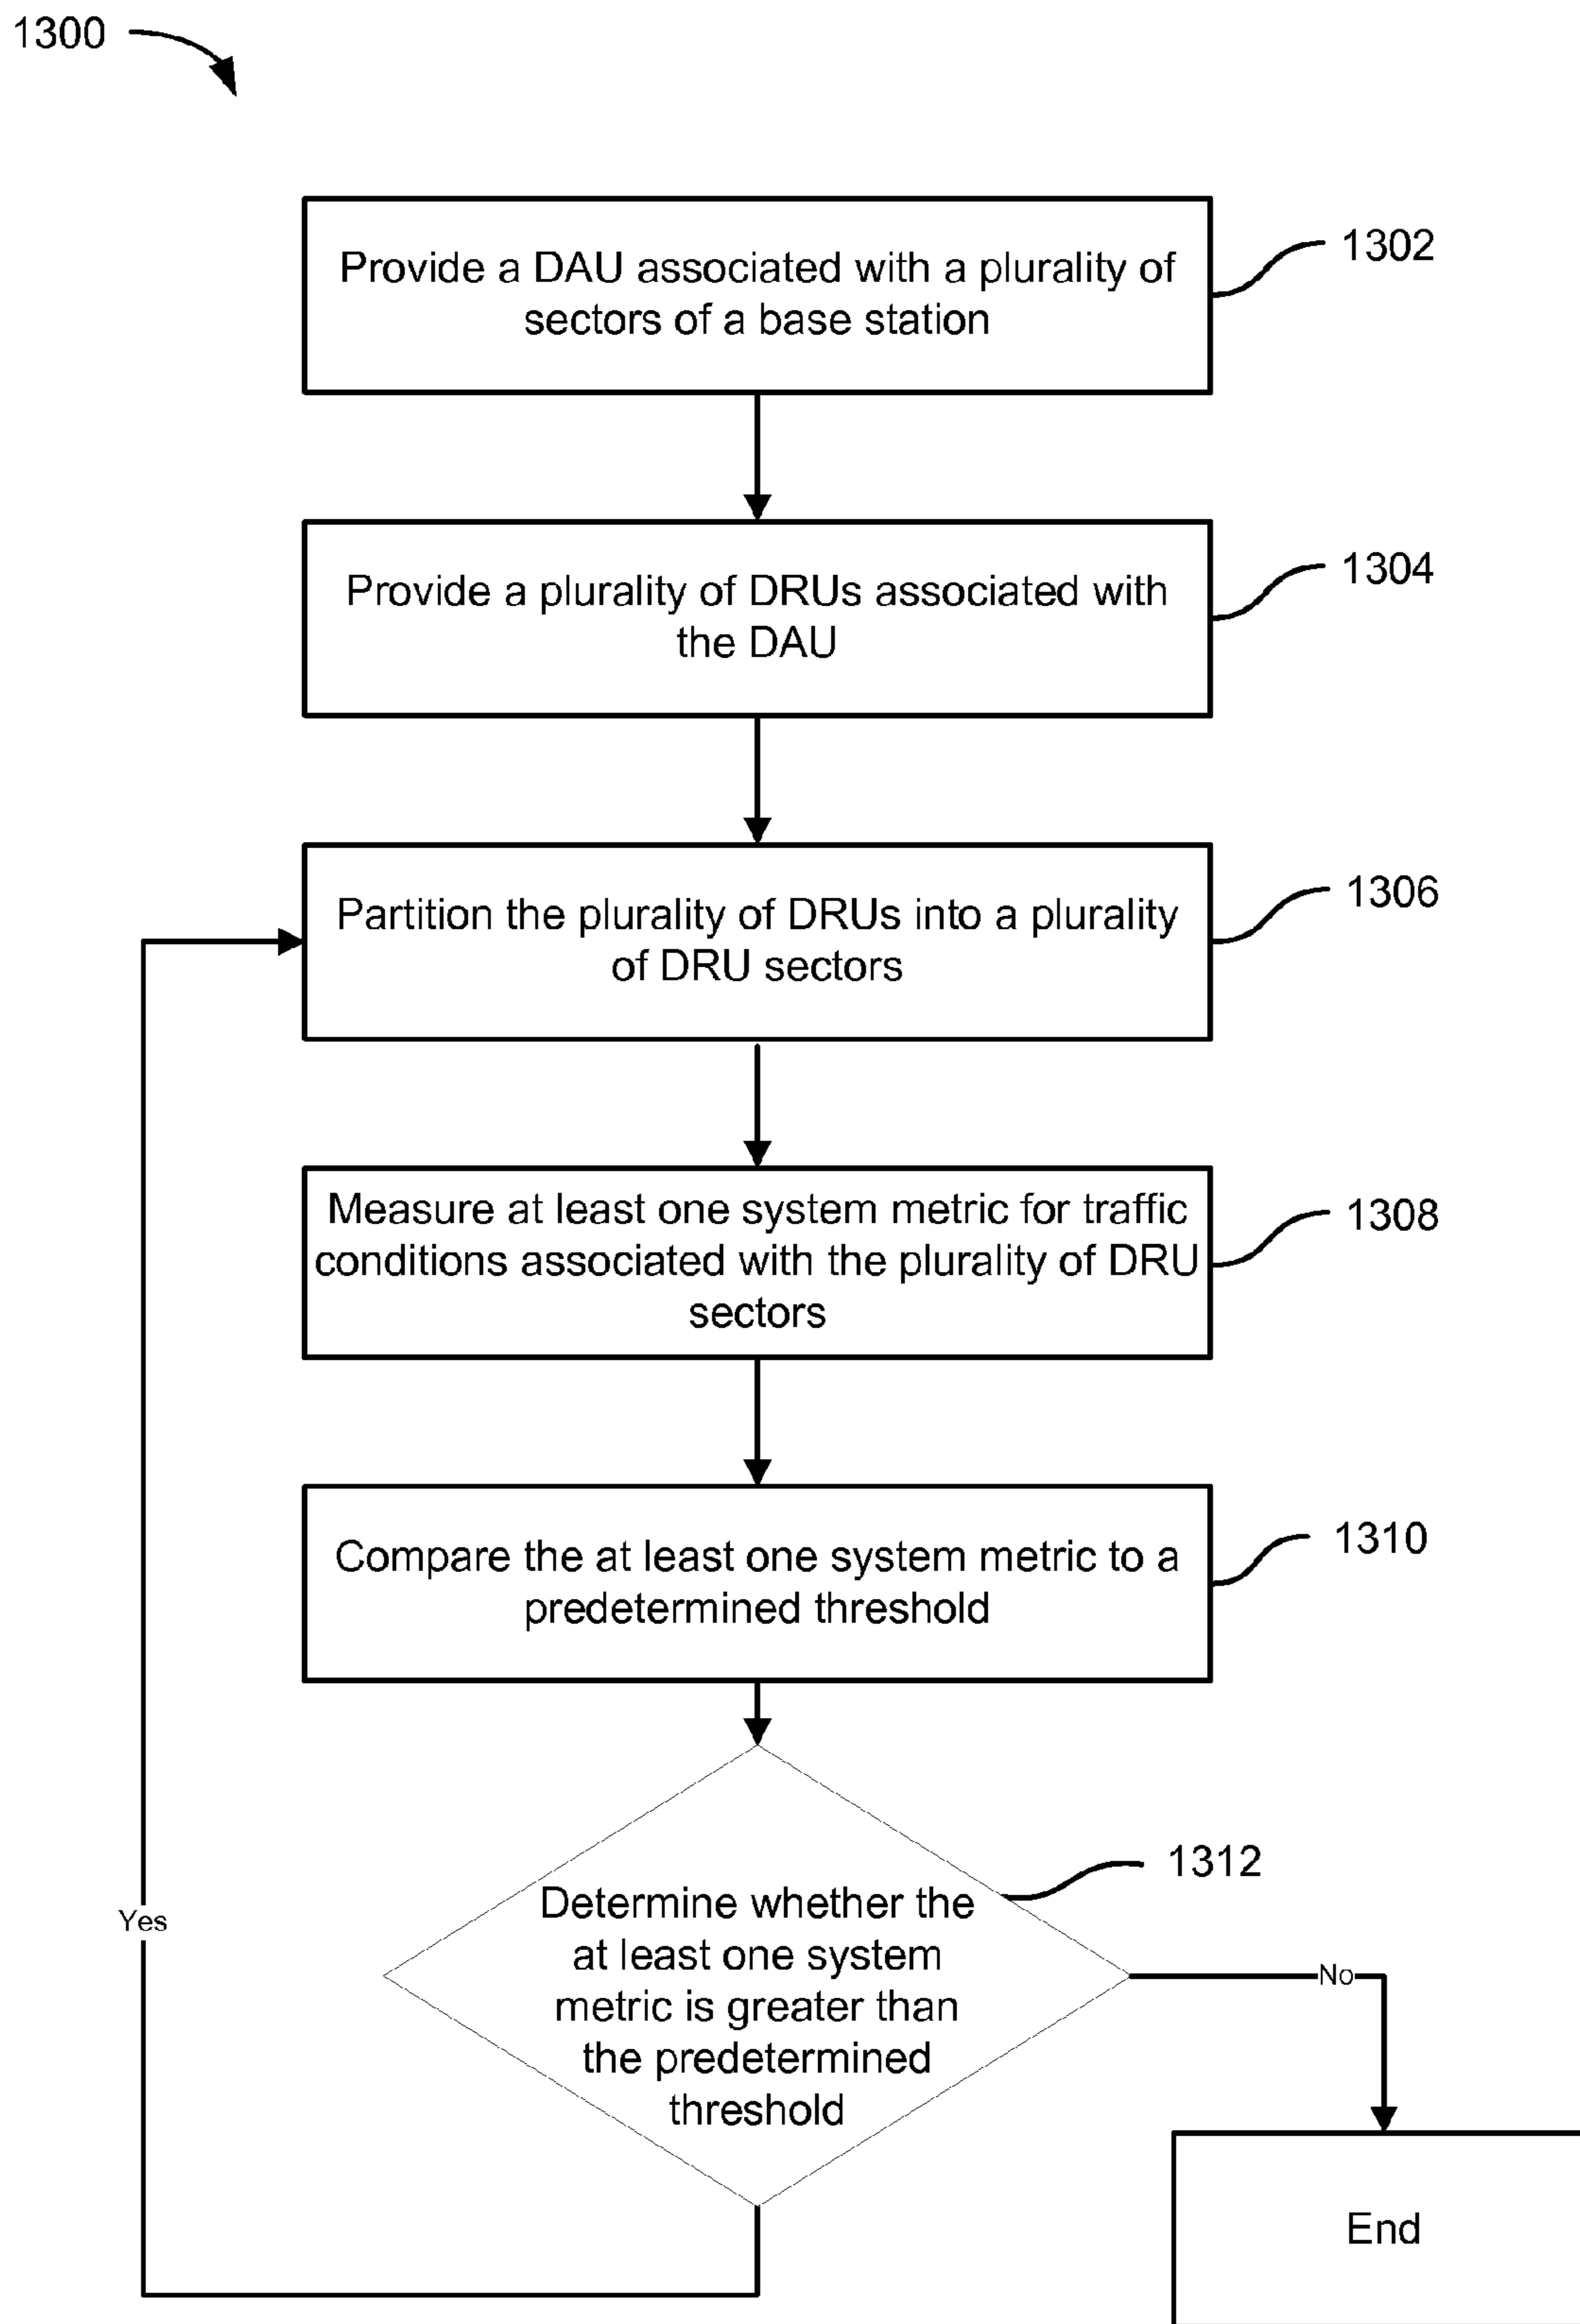 1300
Provide a DAU associated with a plurality of
sectors of a base station
1302
Provide a plurality of DRUs associated with
the DAU
1304
Partition the plurality of DRUs into a plurality
of DRU sectors
1306
Measure at least one system metric for traffic
conditions associated with the plurality of DRU
sectors
1308
Compare the at least one system metric to a
predetermined threshold
1310
Determine whether the
at least one system
metric is greater than
the predetermined
threshold
1312
Yes
No
End